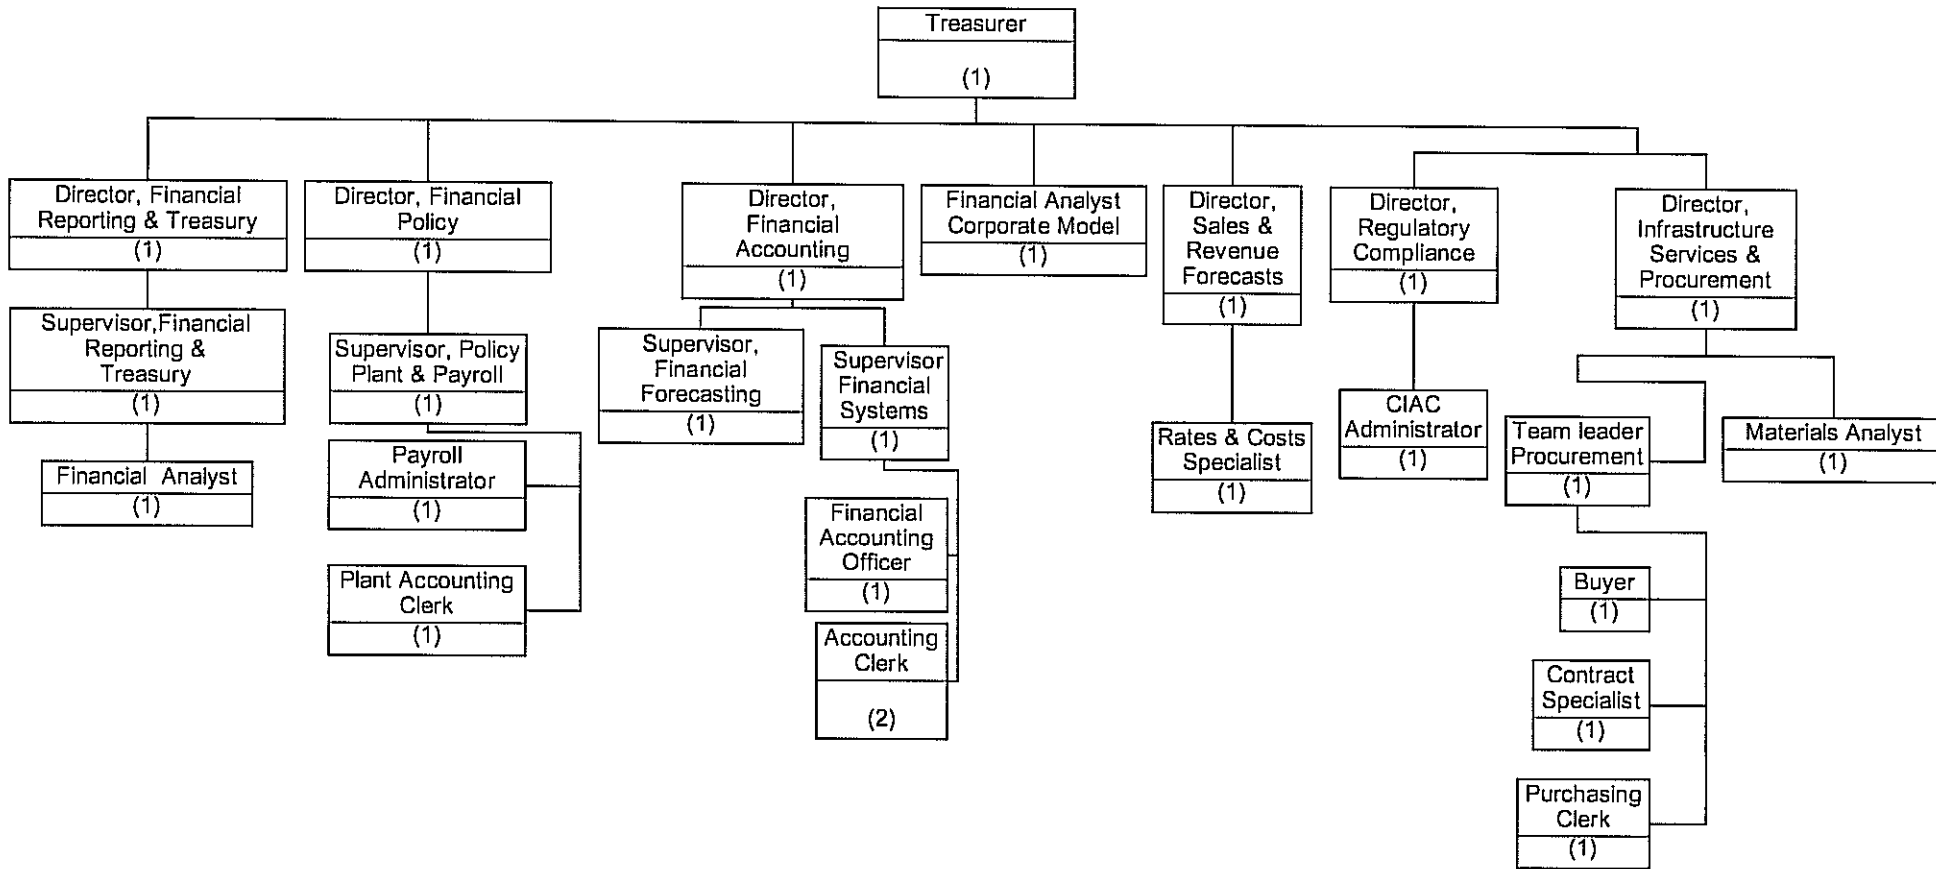 Treasurer
(1)
Director, Financial
Reporting & Treasury
(1)
Supervisor,Financial
Reporting &
Treasury
(1)
Financial Analyst
(1)
Director, Financial
Policy
(1)
Supervisor, Policy
Plant & Payroll
(1)
Payroll
Administrator
(1)
Plant Accounting
Clerk
(1)
Director,
Financial
Accounting
(1)
Supervisor,
Financial
Forecasting
(1)
Supervisor
Financial
Systems
(1)
Financial
Accounting
Officer
(1)
Accounting
Clerk
(2)
Financial Analyst
Corporate Model
(1)
Director,
Sales &
Revenue
Forecasts
(1)
Rates & Costs
Specialist
(1)
Director,
Regulatory
Compliance
(1)
CIAC
Administrator
(1)
Director,
Infrastructure
Services &
Procurement
(1)
Team leader
Procurement
(1)
Buyer
(1)
Contract
Specialist
(1)
Purchasing
Clerk
(1)
Materials Analyst
(1)